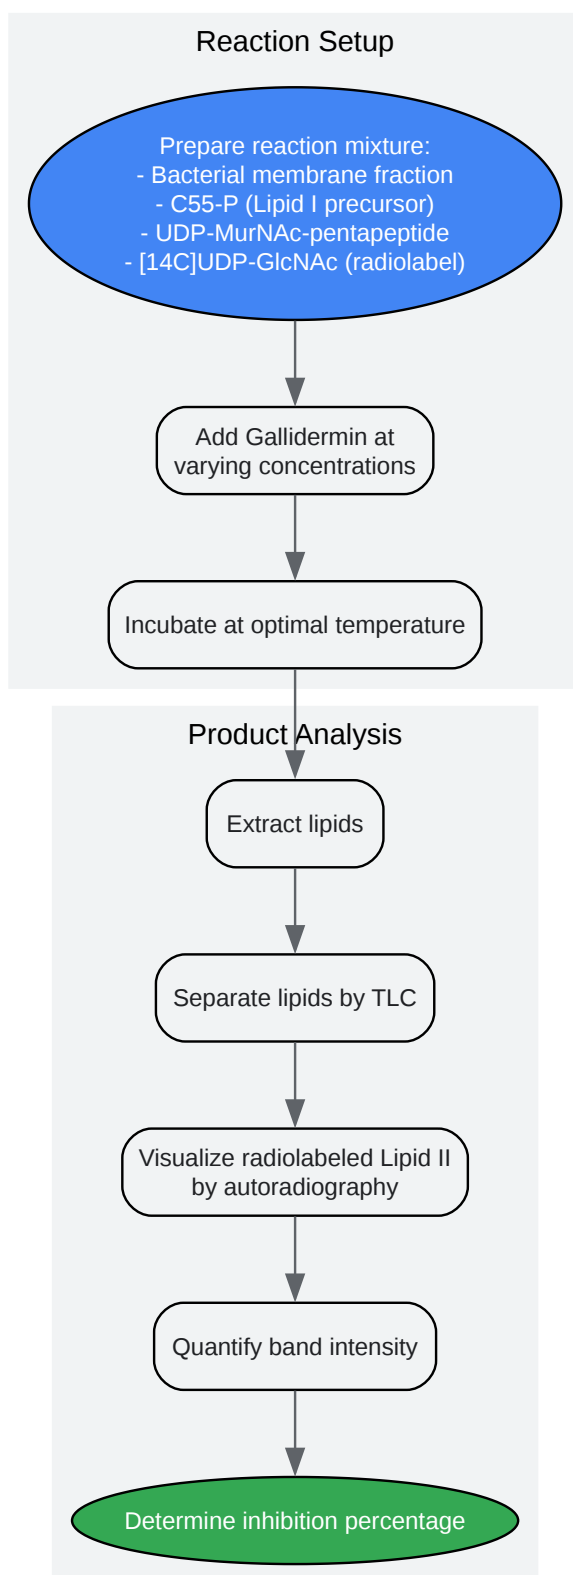 Reaction Setup
Prepare reaction mixture:
- Bacterial membrane fraction
- C55-P (Lipid I precursor)
- UDP-MurNAc-pentapeptide
- [14C]UDP-GlcNAc (radiolabel)
Add Gallidermin at
varying concentrations
Incubate at optimal temperature
Product Analysis
Extract lipids
Separate lipids by TLC
Visualize radiolabeled Lipid II
by autoradiography
Quantify band intensity
Determine inhibition percentage